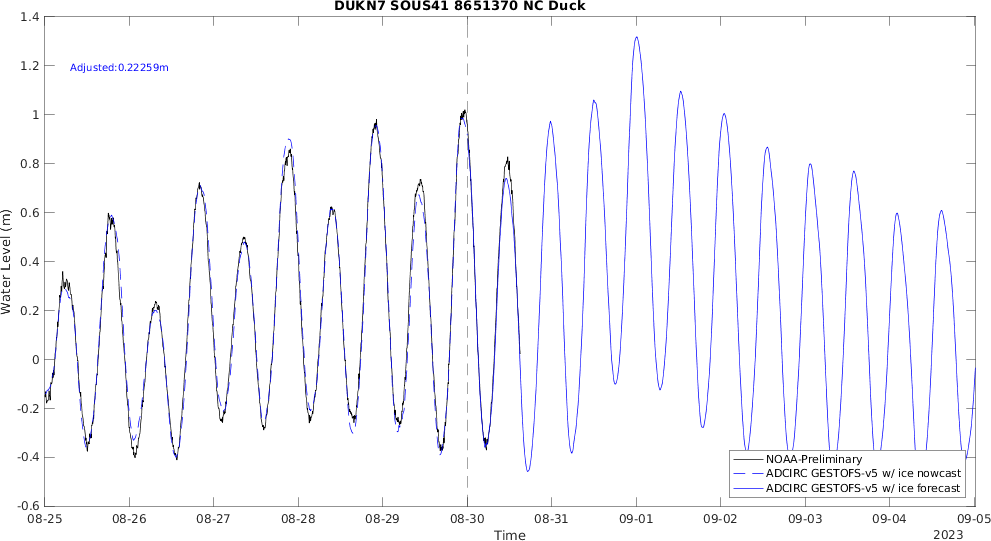 DUKN7 SOUS41 8651370 NC Duck
Adjusted:0.22259m
Water Level (m)
1.4
1.2
1
0.8
0.6
0.4
0.2
0
-0.2
-0.4
-0.6
NOAA-Preliminary
ADCIRC GESTOFS-v5 w/ ice nowcast
ADCIRC GESTOFS-v5 w/ ice forecast
08-25 08-26 08-27 08-28 08-29 08-30 08-31 09-01 09-02 09-03 09-04 09-05
Time
2023